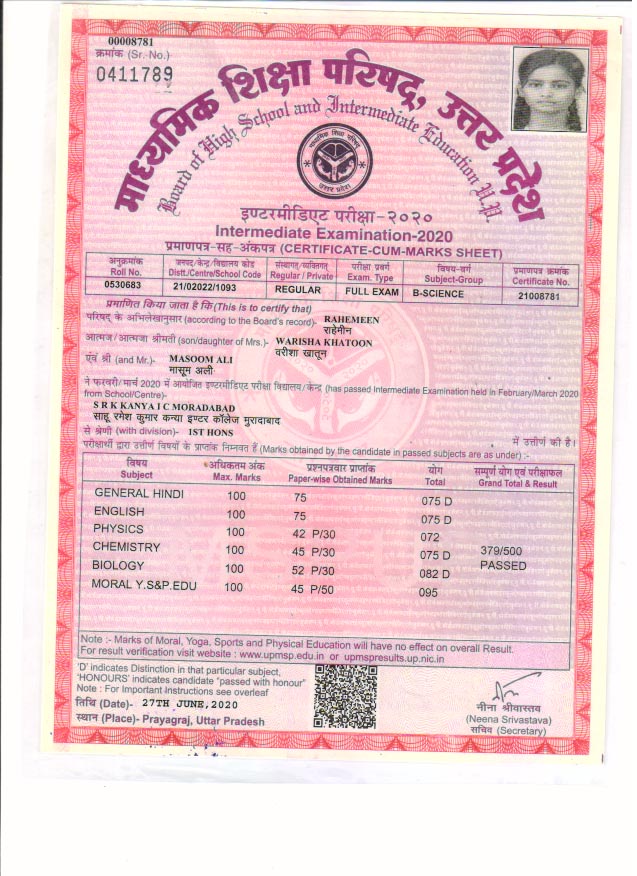 00008781
क्रमांक (Sr. No.)
0411789
माध्यमिक शिक्षा परिषद्, उत्तर प्रदेश
Board of High School and Intermediate Education U.P.
माध्यमिक शिक्षा परिषद
उत्तर प्रदेश
इण्टरमीडिएट परीक्षा-२०२०
Intermediate Examination-2020
प्रमाणपत्र-सह-अंकपत्र (CERTIFICATE-CUM-MARKS SHEET)
अनुक्रमांक जनपद/केन्द्र/विद्यालय कोड संस्थागत/व्यक्तिगत परीक्षा प्रवर्ग विषय-वर्ग प्रमाणपत्र क्रमांक
Roll No. Distt./Centre/School Code Regular / Private Exam. Type Subject-Group Certificate No.
0530683 21/02022/1093 REGULAR FULL EXAM B-SCIENCE 21008781
प्रमाणित किया जाता है कि (This is to certify that)
परिषद् के अभिलेखानुसार (according to the Board's record)- RAHEMEEN
राहेमीन
आत्मज/आत्मजा श्रीमती (son/daughter of Mrs.)- WARISHA KHATOON
वरीशा खातून
एवं श्री (and Mr.)- MASOOM ALI
मासूम अली
ने फरवरी/मार्च 2020 में आयोजित इण्टरमीडिएट परीक्षा विद्यालय/केन्द्र (has passed Intermediate Examination held in February/March 2020
from School/Centre)-
S R K KANYA I C MORADABAD
साहू रमेश कुमार कन्या इण्टर कॉलेज मुरादाबाद
से श्रेणी (with division)- 1ST HONS में उत्तीर्ण की है।
परीक्षार्थी द्वारा उत्तीर्ण विषयों के प्राप्तांक निम्नवत हैं (Marks obtained by the candidate in passed subjects are as under) :-
विषय अधिकतम अंक प्रश्नपत्रवार प्राप्तांक योग सम्पूर्ण योग एवं परीक्षाफल
Subject Max. Marks Paper-wise Obtained Marks Total Grand Total & Result
GENERAL HINDI 100 75 075 D
ENGLISH 100 75 075 D
PHYSICS 100 42 P/30 072
CHEMISTRY 100 45 P/30 075 D 379/500
BIOLOGY 100 52 P/30 082 D PASSED
MORAL Y.S&P.EDU 100 45 P/50 095
Note :- Marks of Moral, Yoga, Sports and Physical Education will have no effect on overall Result.
For result verification visit website : www.upmsp.edu.in or upmspresults.up.nic.in
'D' indicates Distinction in that particular subject,
'HONOURS' indicates candidate "passed with honour"
Note : For Important Instructions see overleaf
तिथि (Date)- 27TH JUNE,2020
स्थान (Place)- Prayagraj, Uttar Pradesh
नीना श्रीवास्तव
(Neena Srivastava)
सचिव (Secretary)